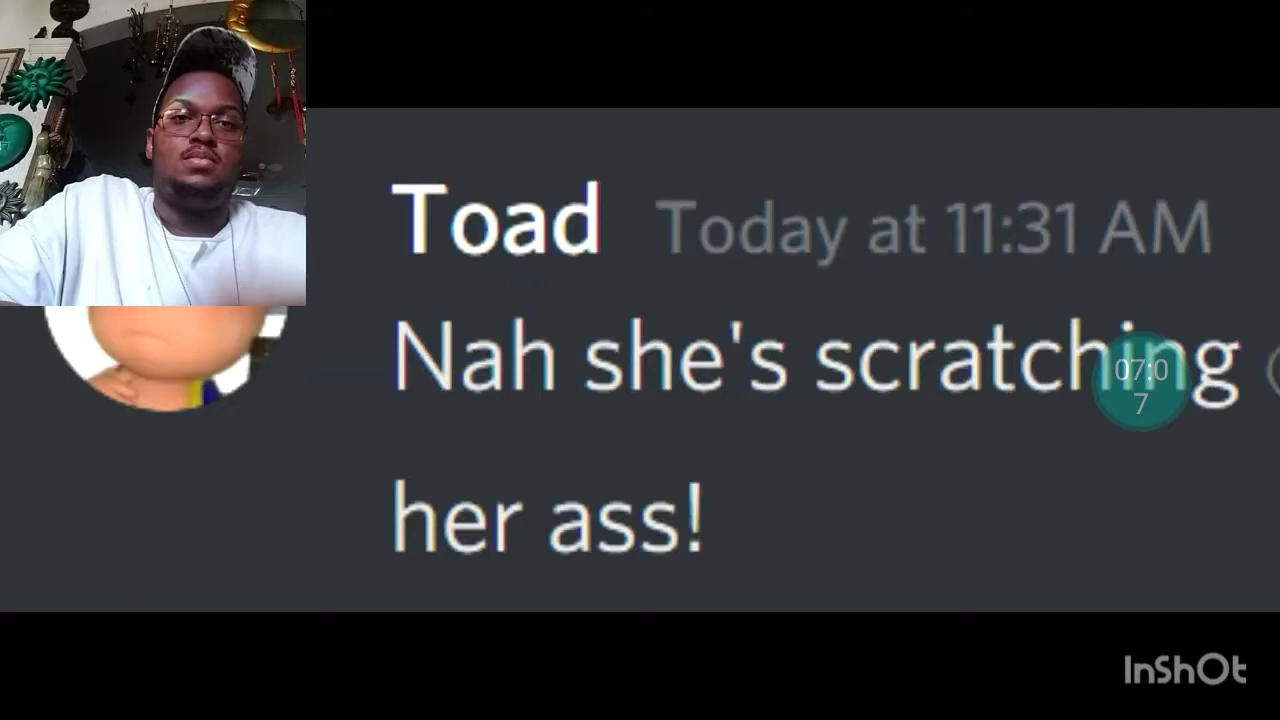 Toad Today at 11:31 AM
Nah she's scratching
07:0
7
her ass!
InShOt